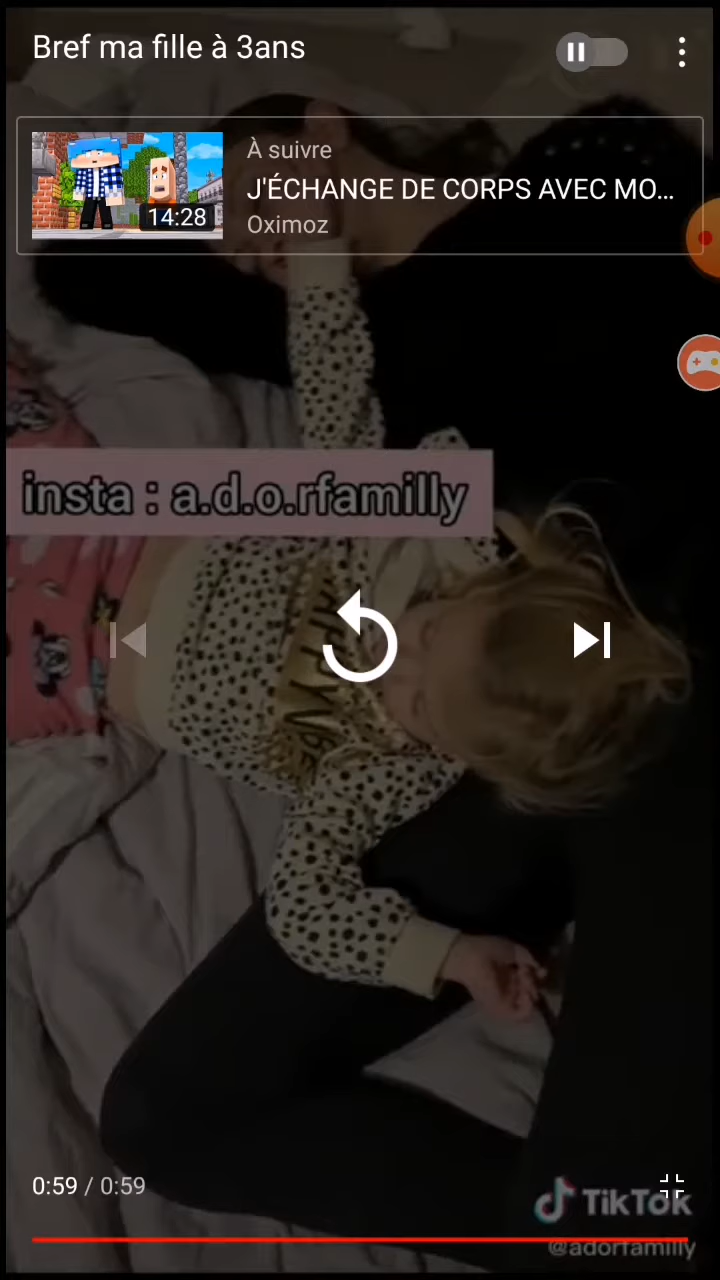 Bref ma fille à 3ans
À suivre
J'ÉCHANGE DE CORPS AVEC MO...
Oximoz
14:28
insta : a.d.o.rfamilly
0:59 / 0:59
TikTok
@adorfamilly